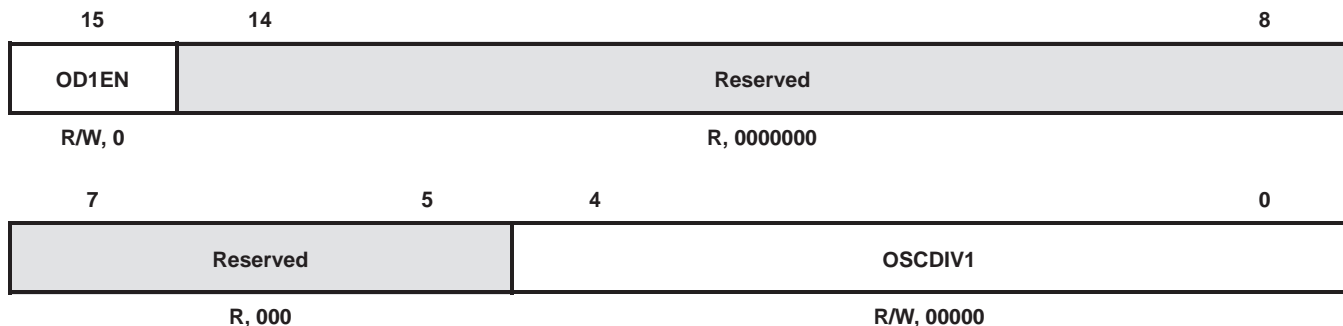 15 14 8
OD1EN Reserved
R/W, 0 R, 0000000
7 5 4 0
Reserved OSCDIV1
R, 000 R/W, 00000